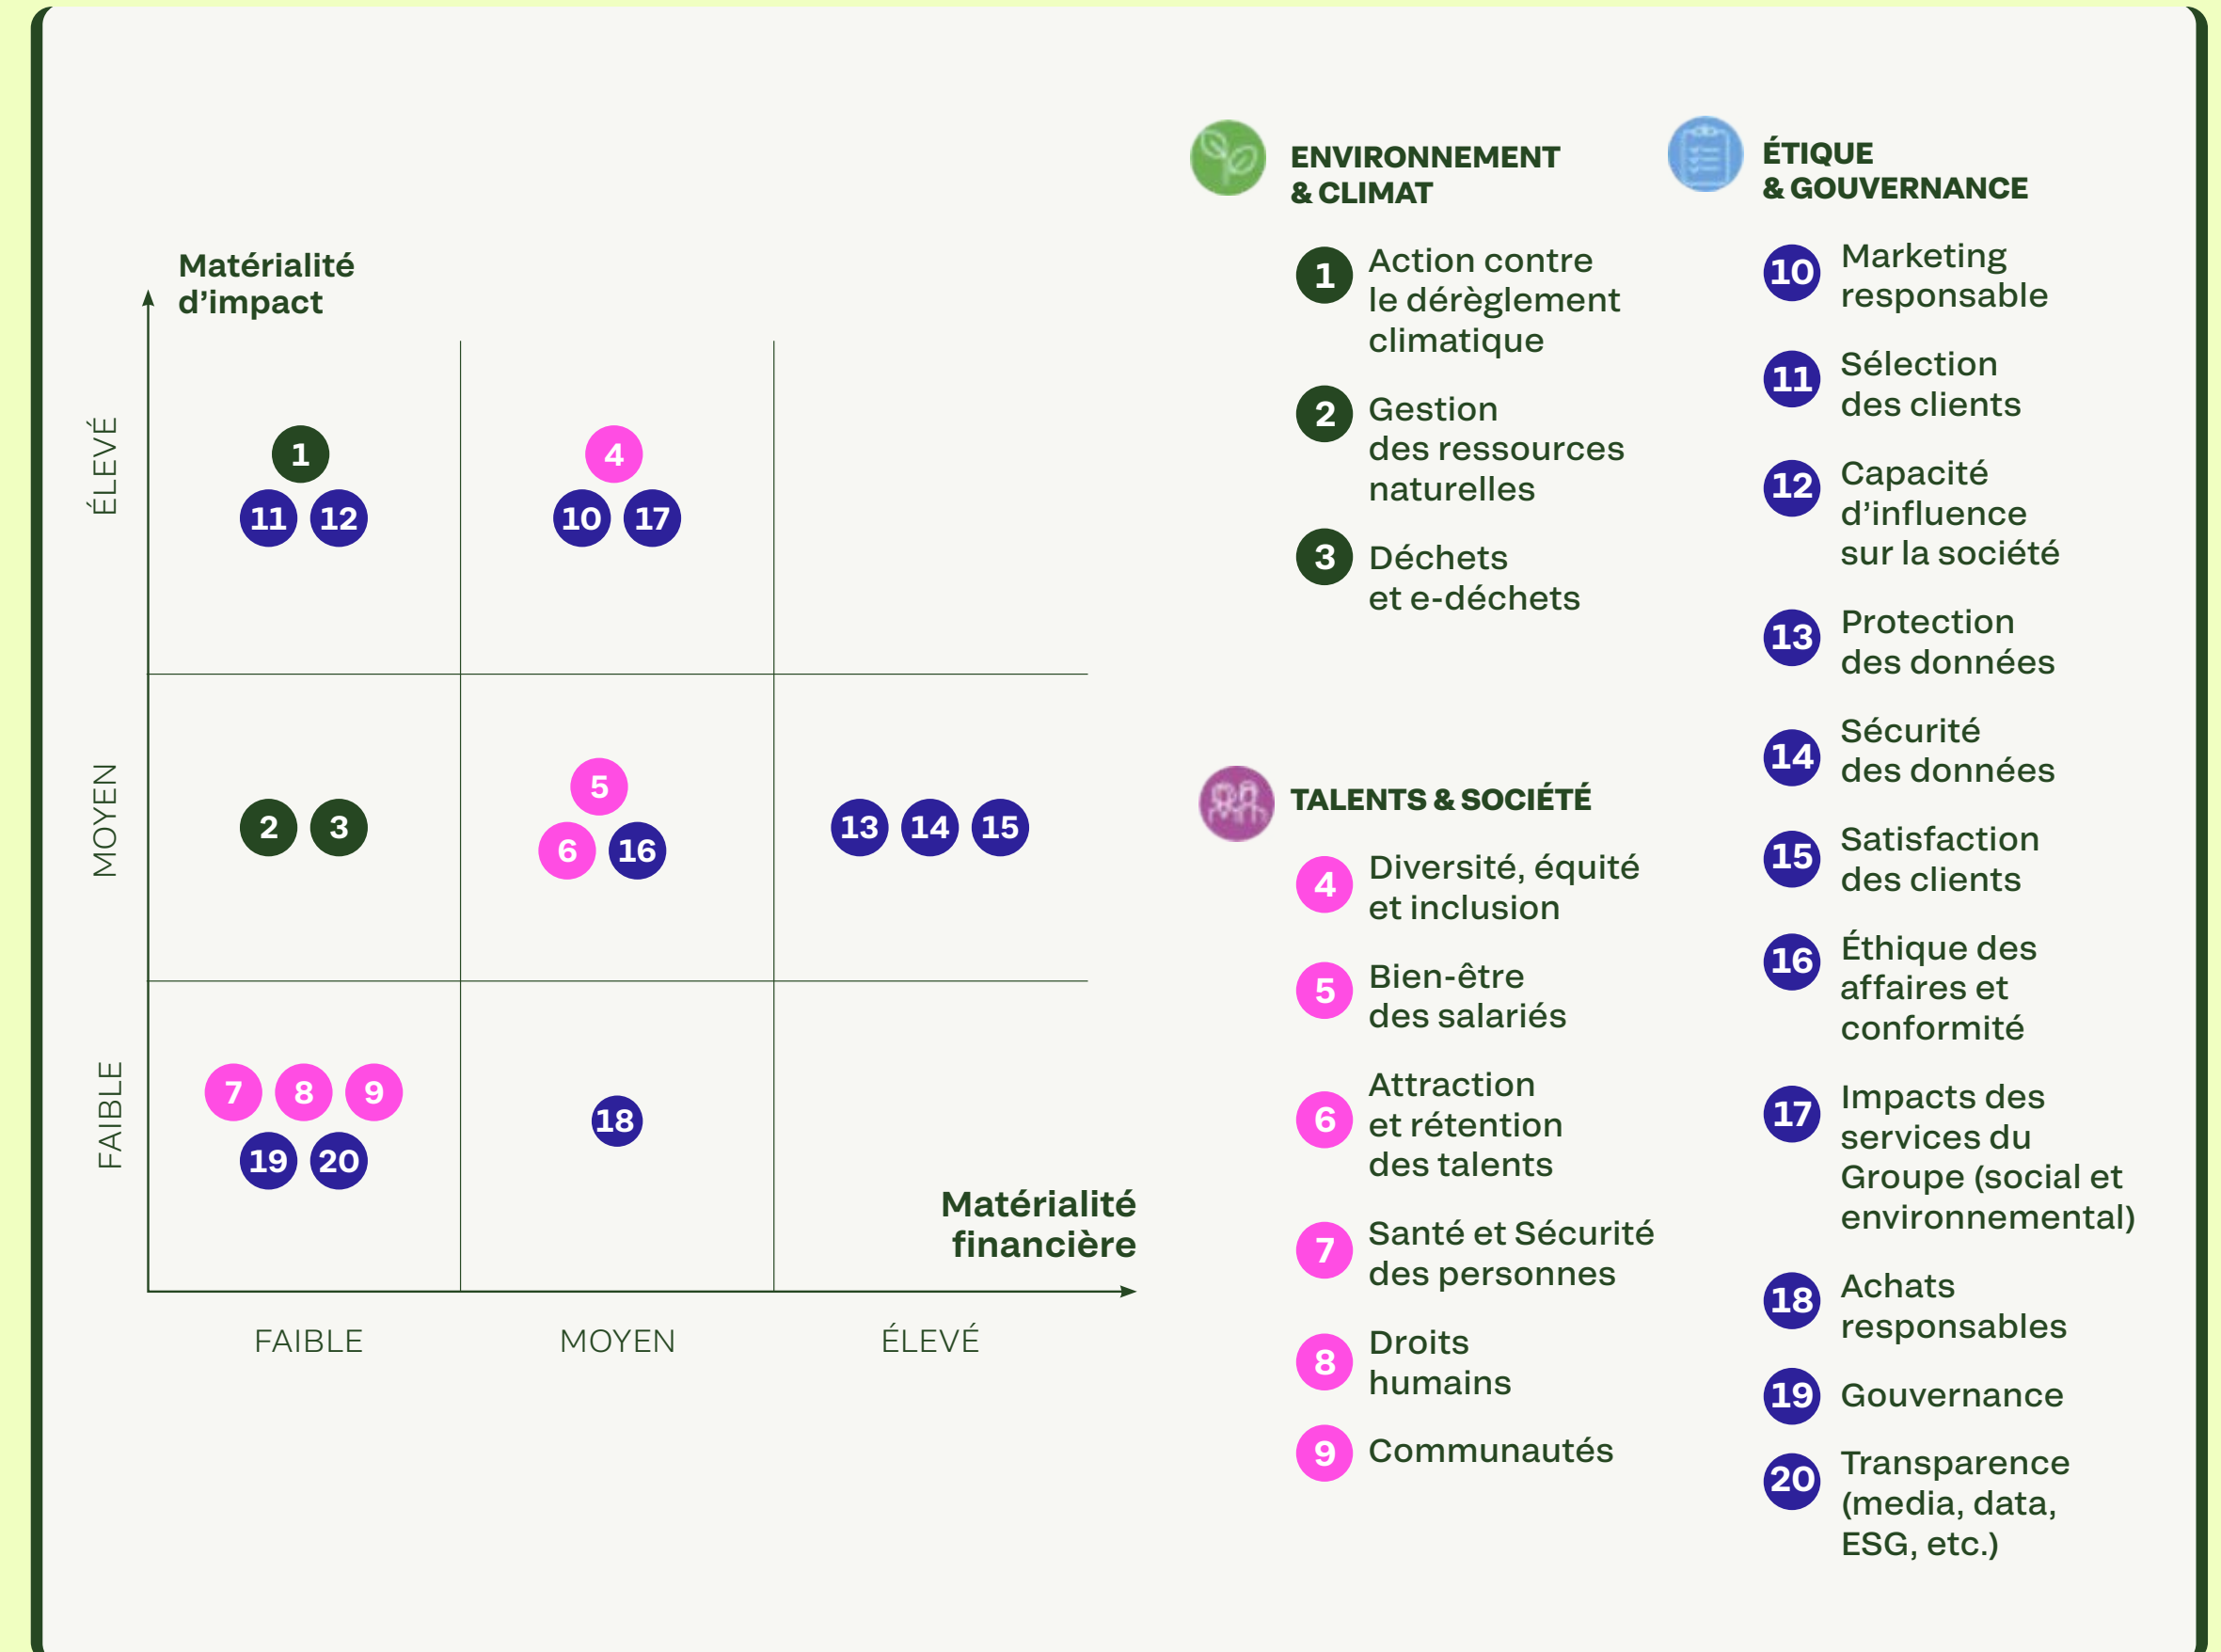 Matérialité
d’impact
ÉLEVÉ
1
4
11 12
10 17
MOYEN
5
2 3
13 14 15
6 16
FAIBLE
7 8 9
18
19 20
Matérialité
financière
FAIBLE
MOYEN
ÉLEVÉ
ENVIRONNEMENT
& CLIMAT
1 Action contre
le dérèglement
climatique
2 Gestion
des ressources
naturelles
3 Déchets
et e-déchets
TALENTS & SOCIÉTÉ
4 Diversité, équité
et inclusion
5 Bien-être
des salariés
6 Attraction
et rétention
des talents
7 Santé et Sécurité
des personnes
8 Droits
humains
9 Communautés
ÉTIQUE
& GOUVERNANCE
10 Marketing
responsable
11 Sélection
des clients
12 Capacité
d’influence
sur la société
13 Protection
des données
14 Sécurité
des données
15 Satisfaction
des clients
16 Éthique des
affaires et
conformité
17 Impacts des
services du
Groupe (social et
environnemental)
18 Achats
responsables
19 Gouvernance
20 Transparence
(media, data,
ESG, etc.)